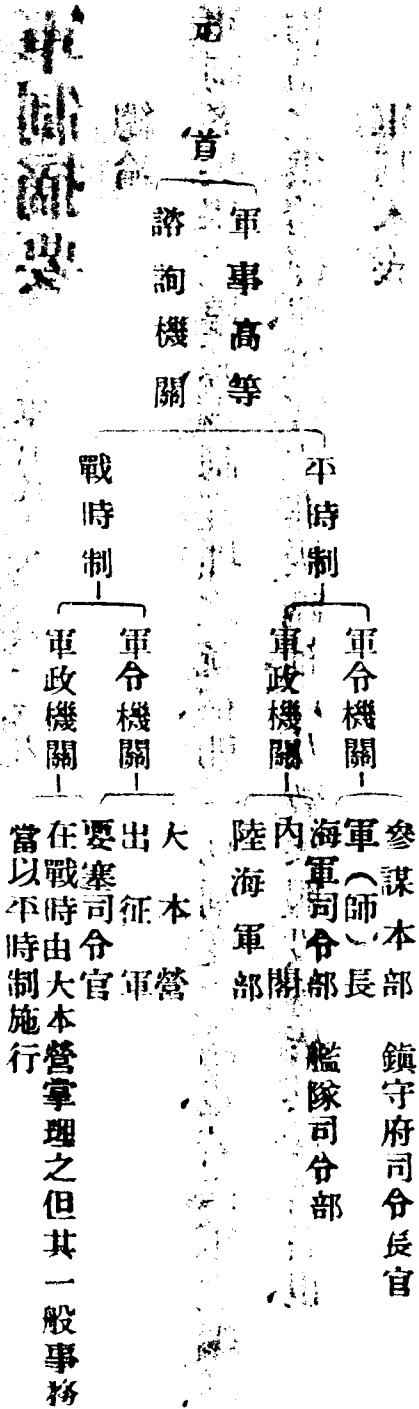 元首
軍事高等
諮詢機關
平時制
軍令機關
參謀本部 鎭守府司令長官
軍（師）長
海軍司令部 艦隊司令部
軍政機關
內閣
陸海軍部
戰時制
軍令機關
大本營
出征軍
要塞司令官
軍政機關
在戰時由大本營掌理之但其一般事務
當以平時制施行